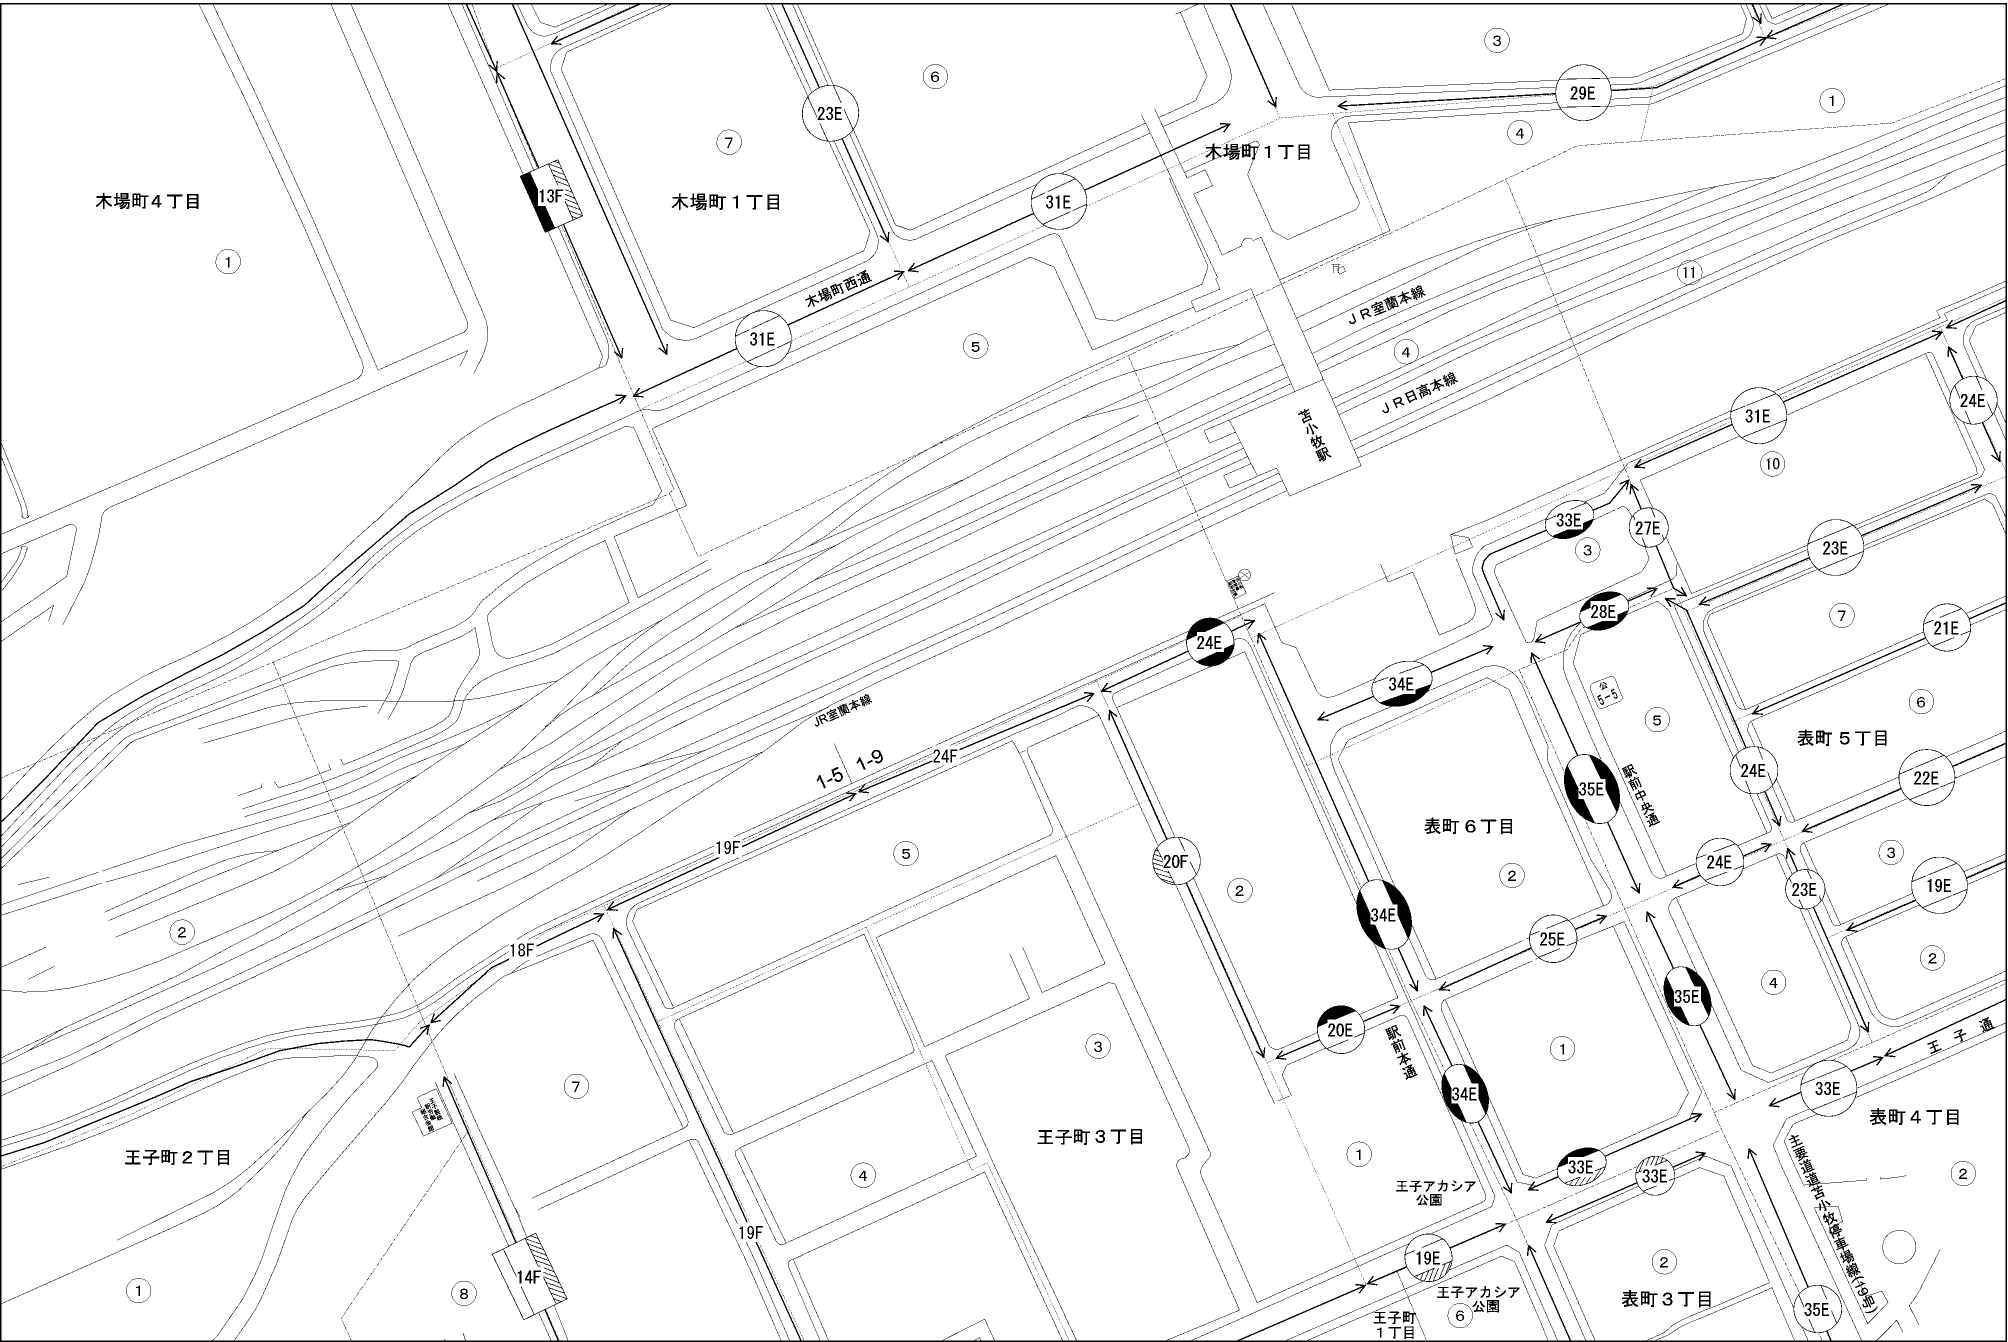 ③
29E
①
⑥
23E
⑦
④
木場町1丁目
13F
木場町4丁目
木場町1丁目
31E
①
⑪
木場町西通
JR室蘭本線
31E
⑤
④
JR日高本線
24E
31E
苫小牧駅
⑩
33E
27E
③
23E
28E
⑦
21E
24E
34E
公
5-5
⑥
⑤
JR室蘭本線
表町5丁目
1-5
1-9
24F
24E
22E
35E
駅前中央通
表町6丁目
19F
⑤
20F
24E
③
②
②
23E
19E
34E
②
18F
25E
②
④
35E
20E
駅前本通
王子通
③
①
⑦
33E
34E
表町4丁目
王子町3丁目
王子町2丁目
①
33E
33E
④
②
王子アカシア
公園
主要道道苫小牧停車場線(19号)
19F
19E
②
14F
①
⑧
王子アカシア
公園
表町3丁目
35E
⑥
王子町
1丁目